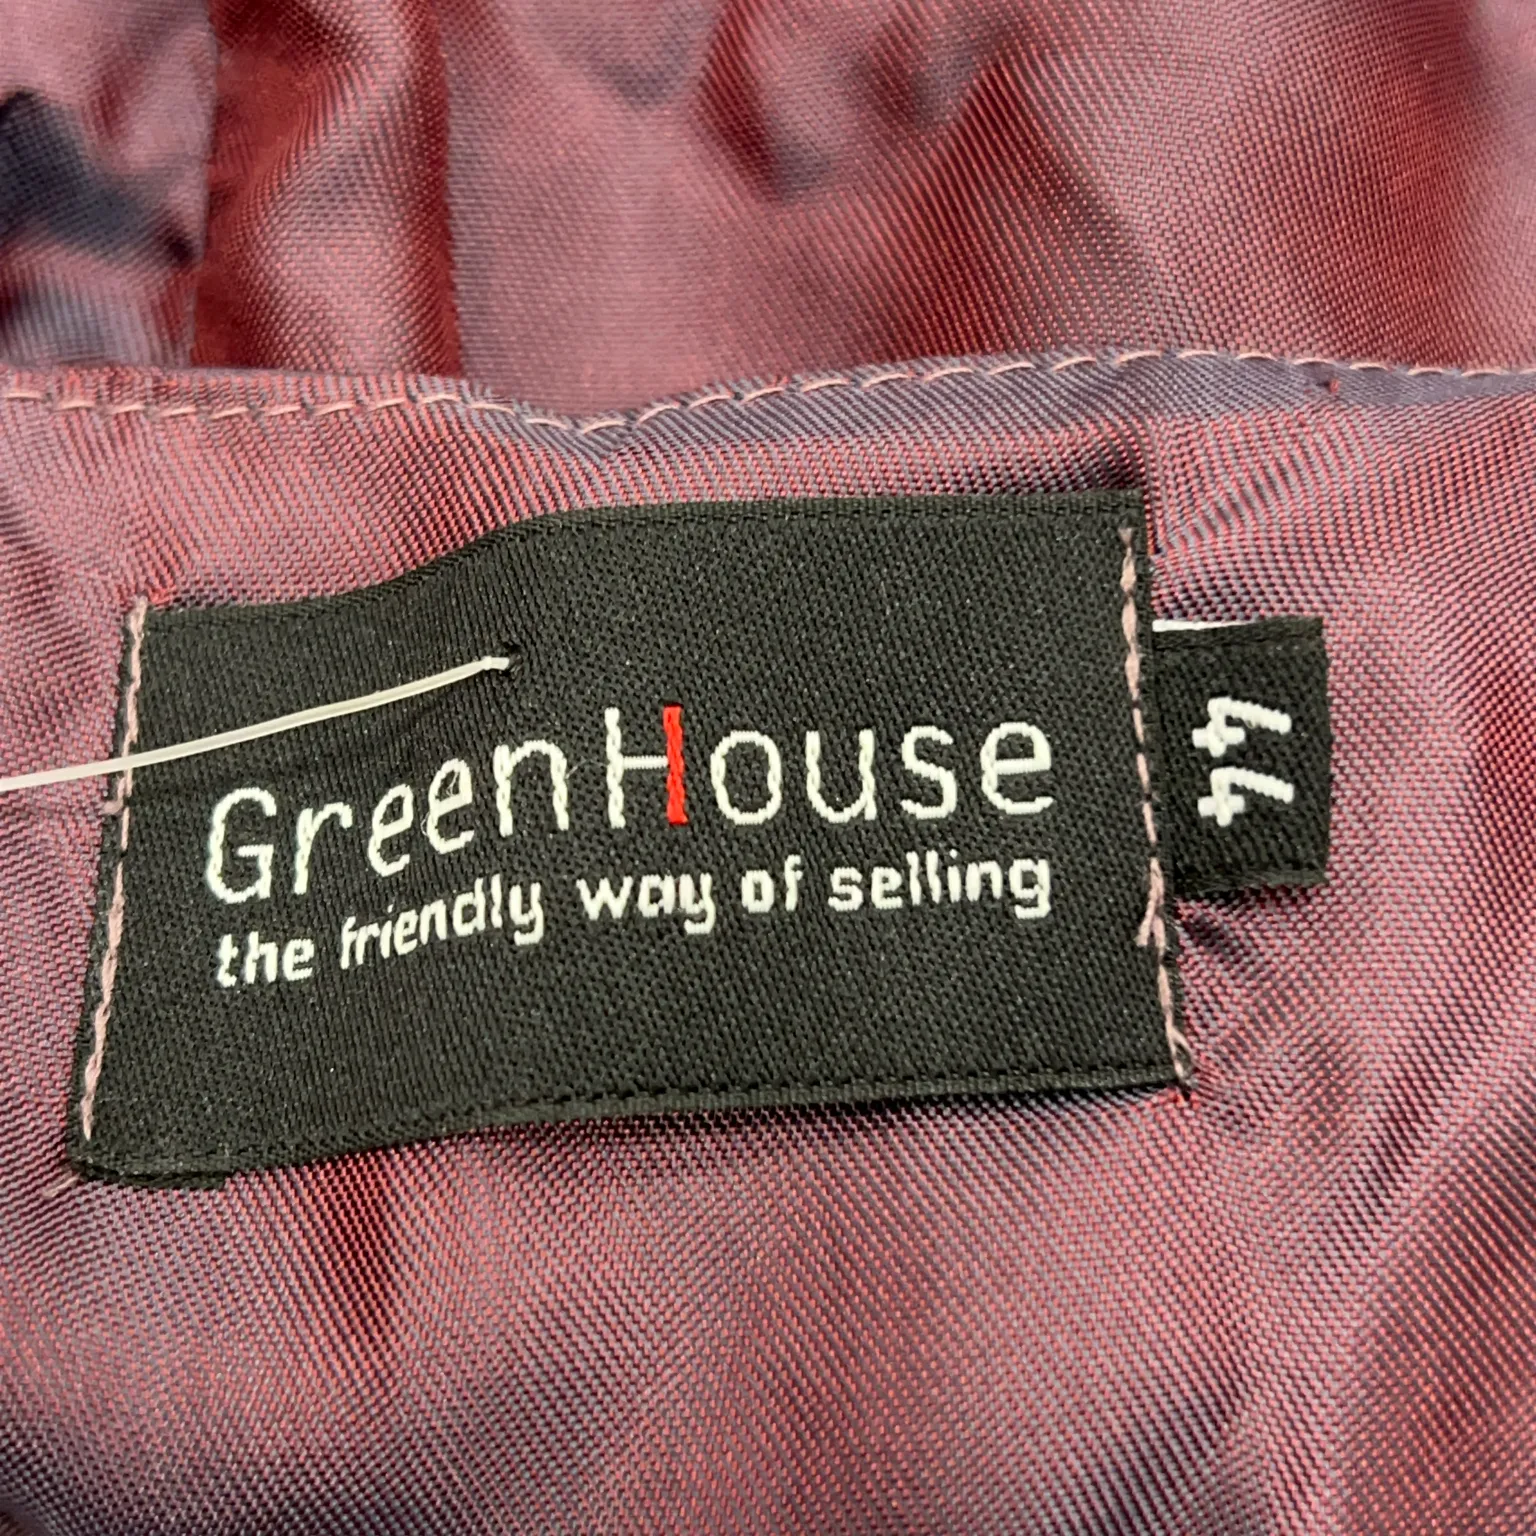 GreenHouse
the friendly way of selling
44